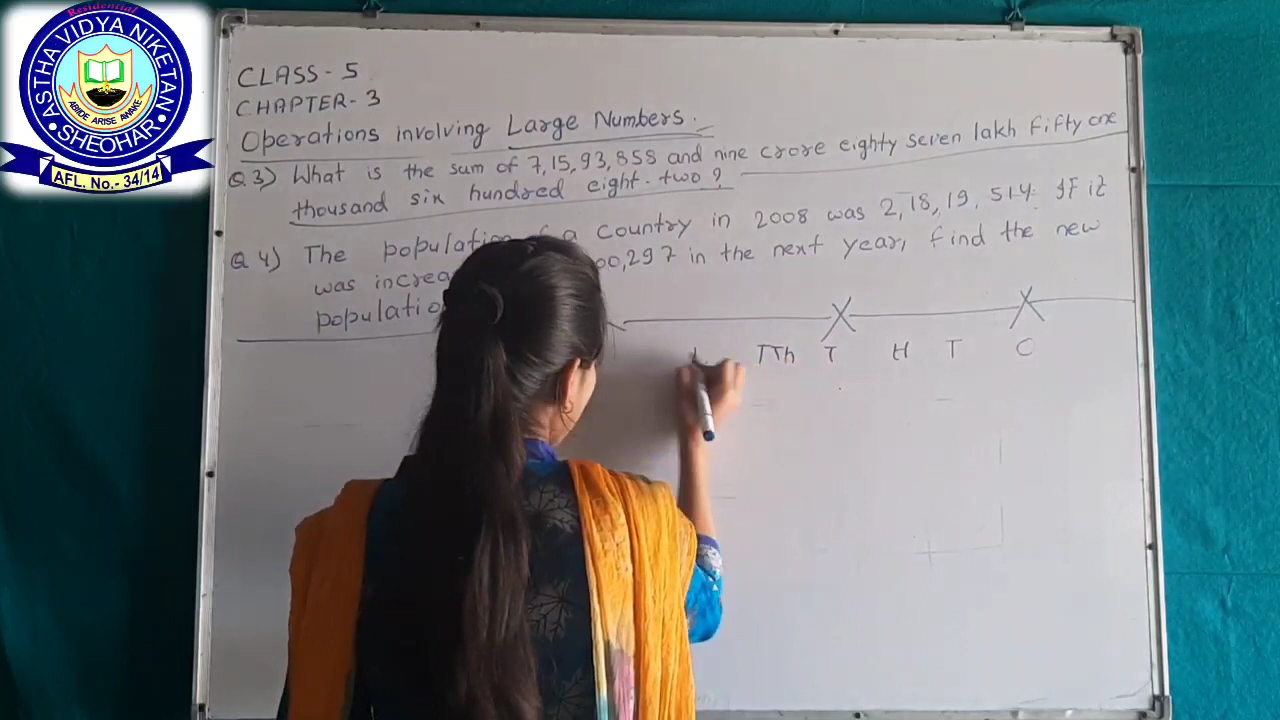 Residential
ASTHA VIDYA NIKETAN
ABIDE ARISE AWAKE
SHEOHAR
AFL. No.- 34/14
CLASS - 5
CHAPTER - 3
Operations involving Large Numbers.
Q.3) What is the sum of 7,15,93,858 and nine crore eighty seven lakh fifty one
thousand six hundred eight-two?
Q 4) The population of a country in 2008 was 2,18,19,514. If it
was 00,297 in the next year, find the new
TTh T H T O